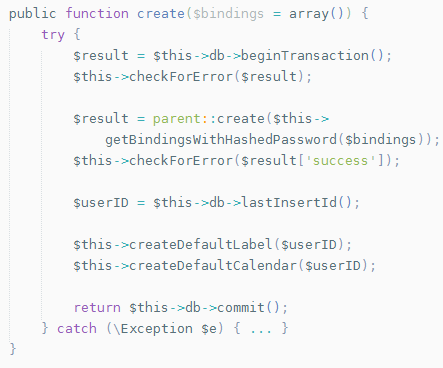 public function create($bindings = array()) {
    try {
        $result = $this->db->beginTransaction();
        $this->checkForError($result);

        $result = parent::create($this->
            getBindingsWithHashedPassword($bindings));
        $this->checkForError($result['success']);

        $userID = $this->db->lastInsertId();

        $this->createDefaultLabel($userID);
        $this->createDefaultCalendar($userID);

        return $this->db->commit();
    } catch (\Exception $e) { ... }
}